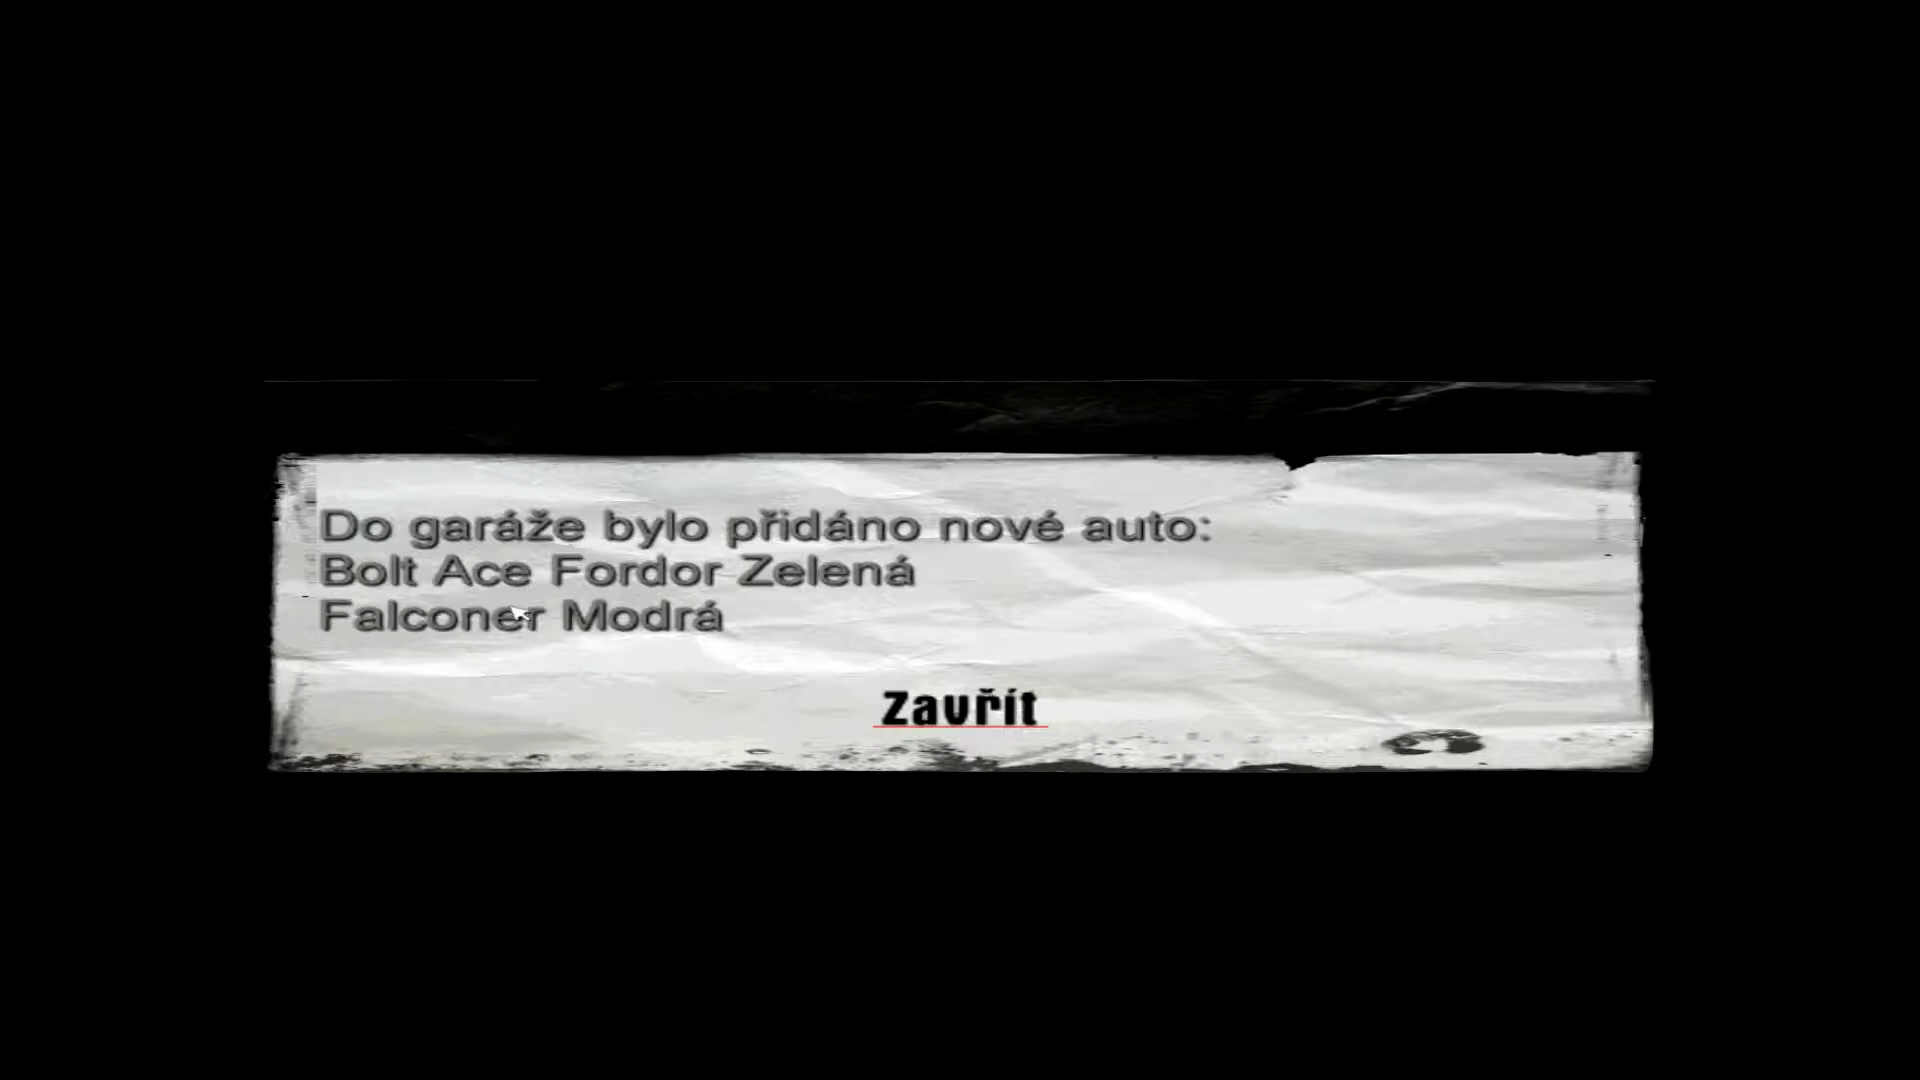 Do garáže bylo přidáno nové auto:
Bolt Ace Fordor Zelená
Falconer Modrá
Zavřít